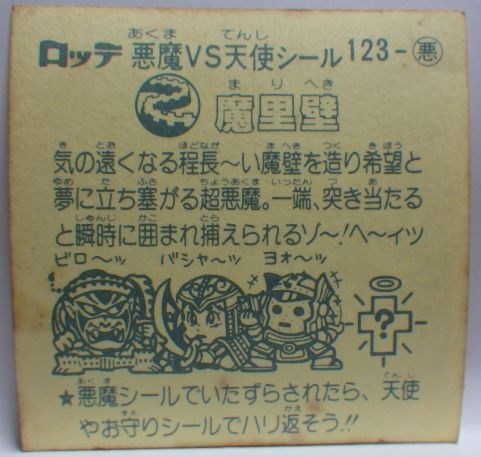 ロッテ 悪魔VS天使シール 123-悪
魔里壁
気の遠くなる程長～い魔壁を造り希望と
夢に立ち塞がる超悪魔。一端、突き当たる
と瞬時に囲まれ捕えられるゾ～!ヘ～イッ
ビロ～ッ バシャ～ッ ヨォ～ッ
?
★悪魔シールでいたずらされたら、天使
やお守りシールでハリ返そう!!